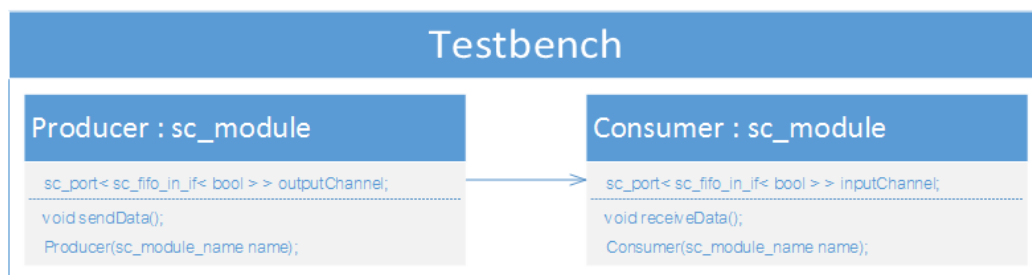 Testbench
Producer : sc_module
sc_port< sc_fifo_in_if< bool > > outputChannel;
void sendData();
Producer(sc_module_name name);
Consumer : sc_module
sc_port< sc_fifo_in_if< bool > > inputChannel;
void receiveData();
Consumer(sc_module_name name);